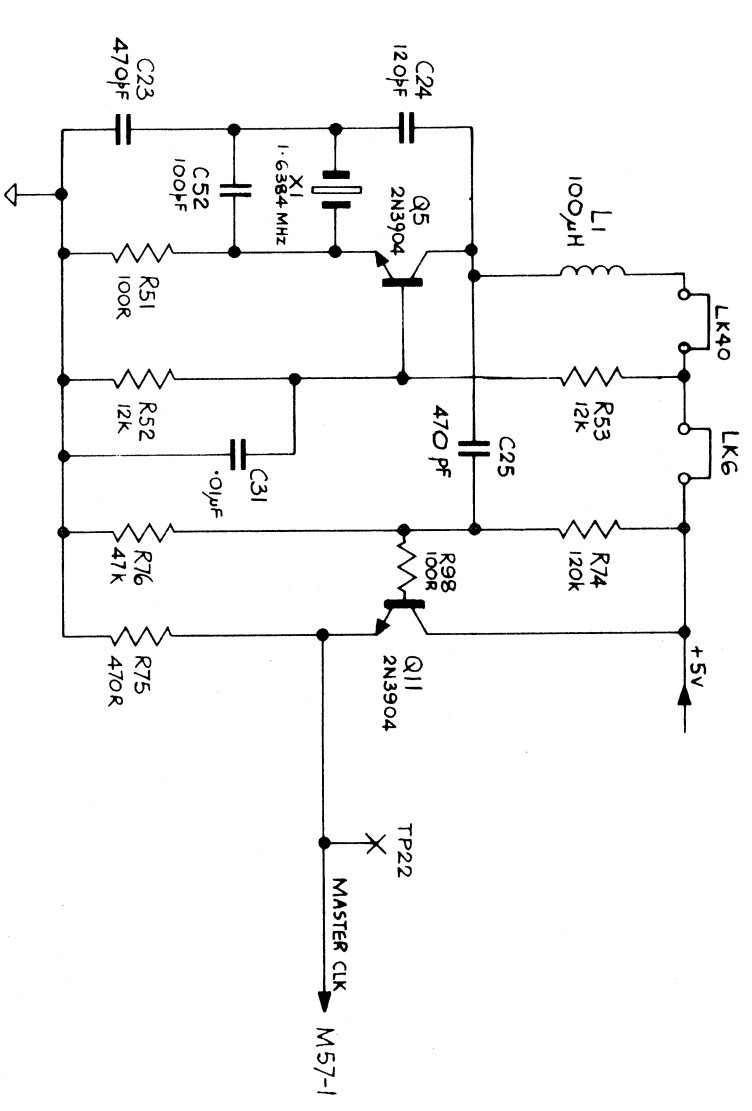 LK40
LK6
+5V
L1
100µH
R53
12k
R74
120k
C24
120pF
Q5
2N3904
C25
470 pF
R98
100R
Q11
2N3904
TP22
X1
1·6384 MHz
MASTER CLK
M57-1
C52
100pF
C31
·01µF
C23
470pF
R51
100R
R52
12k
R76
47k
R75
470R